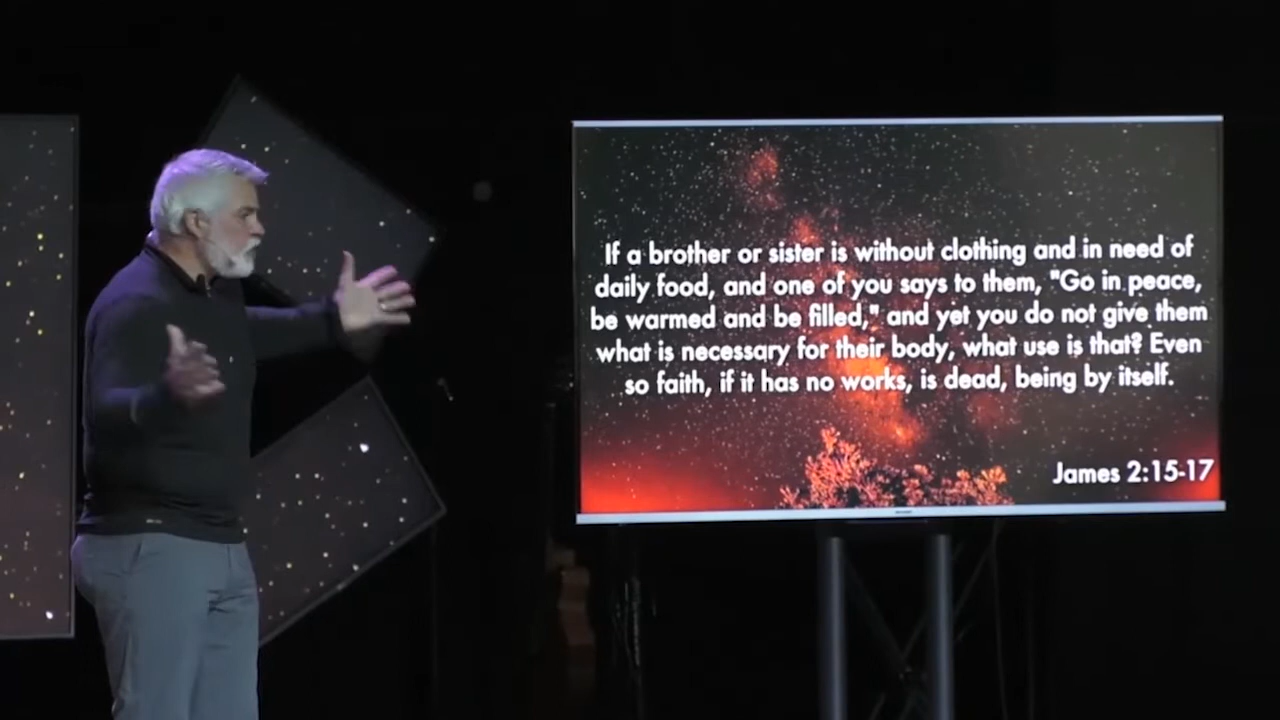 If a brother or sister is without clothing and in need of
daily food, and one of you says to them, "Go in peace,
be warmed and be filled," and yet you do not give them
what is necessary for their body, what use is that? Even
so faith, if it has no works, is dead, being by itself.
James 2:15-17